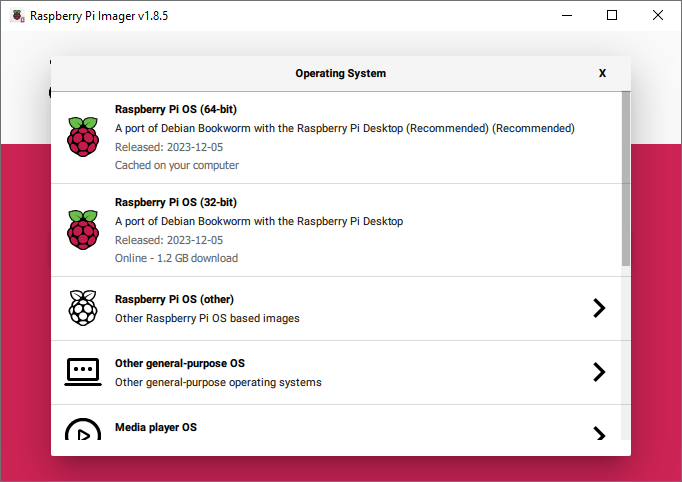 Raspberry Pi Imager v1.8.5
Operating System
X
Raspberry Pi OS (64-bit)
A port of Debian Bookworm with the Raspberry Pi Desktop (Recommended) (Recommended)
Released: 2023-12-05
Cached on your computer
Raspberry Pi OS (32-bit)
A port of Debian Bookworm with the Raspberry Pi Desktop
Released: 2023-12-05
Online - 1.2 GB download
Raspberry Pi OS (other)
Other Raspberry Pi OS based images
Other general-purpose OS
Other general-purpose operating systems
Media player OS